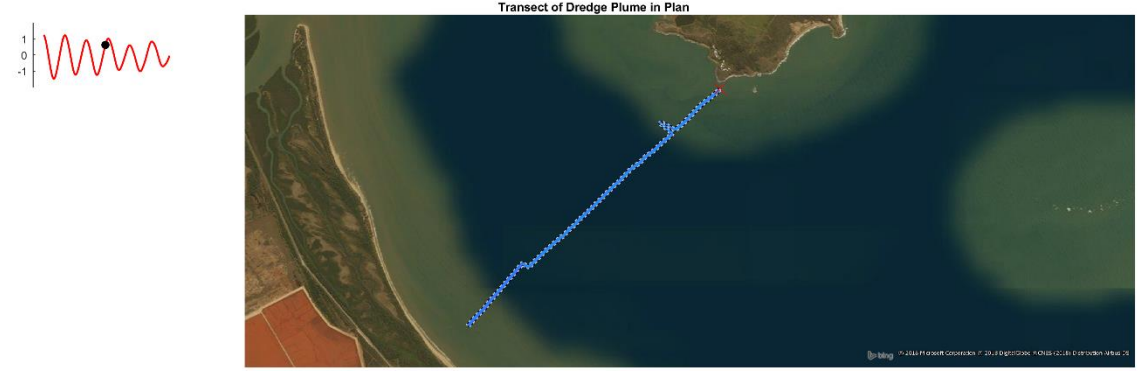 Transect of Dredge Plume in Plan
1
0
-1
bing © 2018 Microsoft Corporation © 2018 DigitalGlobe © CNES (2018) Distribution Airbus DS